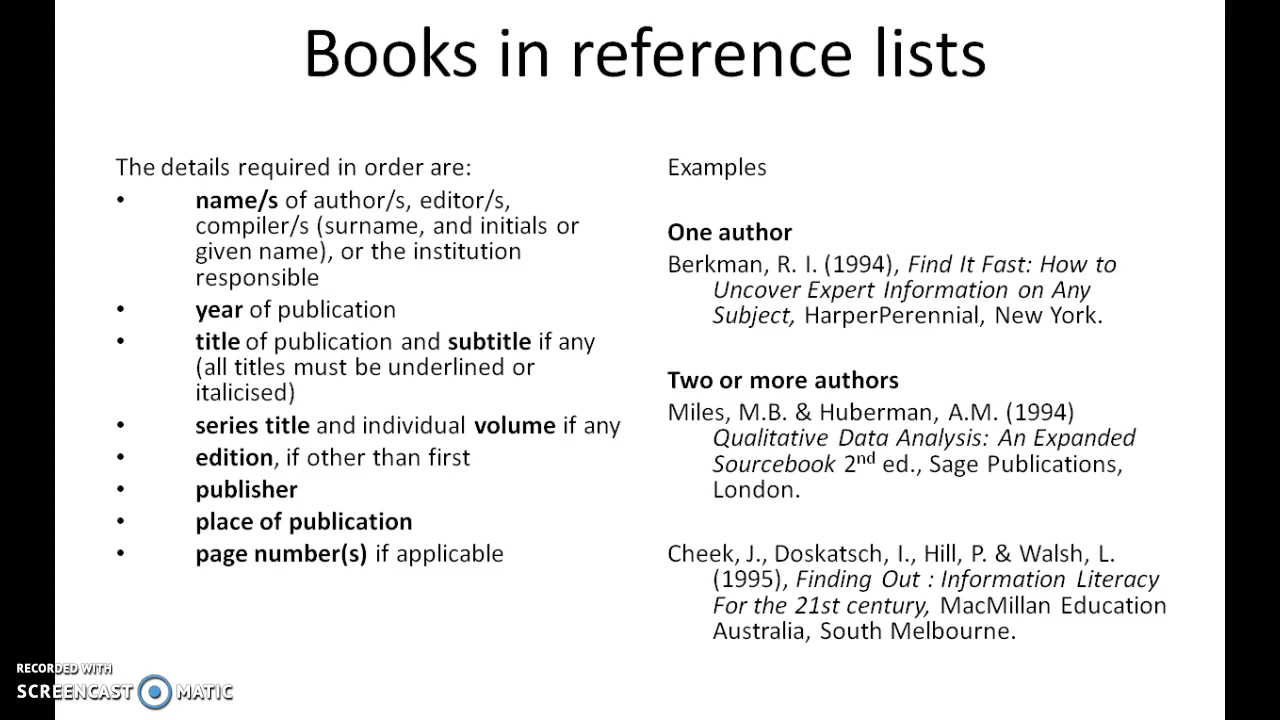 Books in reference lists
The details required in order are:
• name/s of author/s, editor/s,
compiler/s (surname, and initials or
given name), or the institution
responsible
• year of publication
• title of publication and subtitle if any
(all titles must be underlined or
italicised)
• series title and individual volume if any
• edition, if other than first
• publisher
• place of publication
• page number(s) if applicable
Examples
One author
Berkman, R. I. (1994), Find It Fast: How to
Uncover Expert Information on Any
Subject, HarperPerennial, New York.
Two or more authors
Miles, M.B. & Huberman, A.M. (1994)
Qualitative Data Analysis: An Expanded
Sourcebook 2nd ed., Sage Publications,
London.
Cheek, J., Doskatsch, I., Hill, P. & Walsh, L.
(1995), Finding Out : Information Literacy
For the 21st century, MacMillan Education
Australia, South Melbourne.
RECORDED WITH
SCREENCAST MATIC